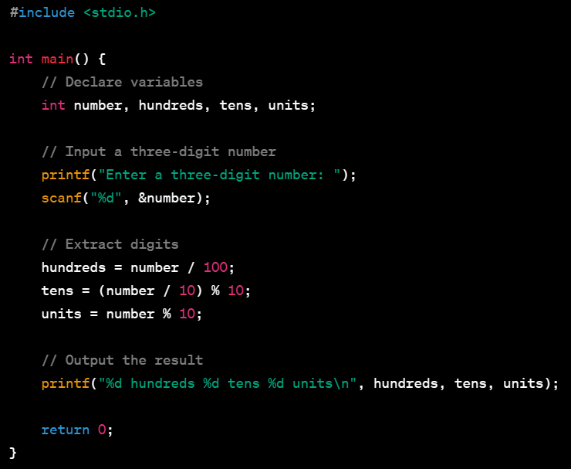 #include <stdio.h>
int main() {
// Declare variables
int number, hundreds, tens, units;
// Input a three-digit number
printf("Enter a three-digit number: ");
scanf("%d", &number);
// Extract digits
hundreds = number / 100;
tens = (number / 10) % 10;
units = number % 10;
// Output the result
printf("%d hundreds %d tens %d units\n", hundreds, tens, units);
return 0;
}